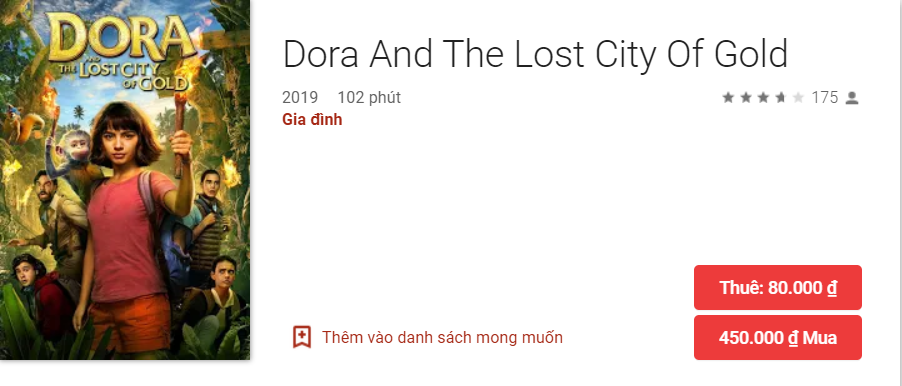 DORA
AND
THE LOST CITY
OF GOLD
Dora And The Lost City Of Gold
2019 102 phút
175
Gia đình
Thuê: 80.000 ₫
Thêm vào danh sách mong muốn
450.000 ₫ Mua